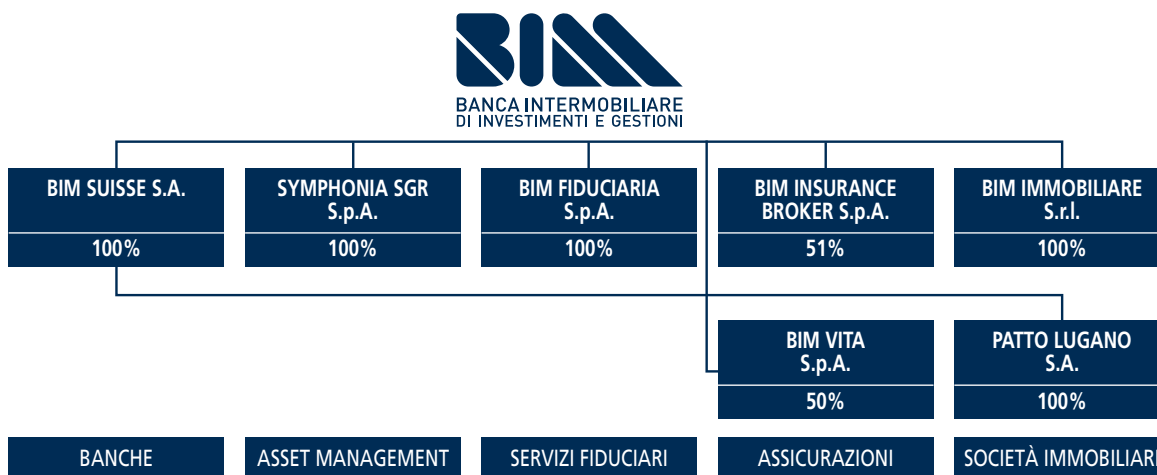 BIM
BANCA INTERMOBILIARE
DI INVESTIMENTI E GESTIONI
BIM SUISSE S.A.
100%
SYMPHONIA SGR
S.p.A.
100%
BIM FIDUCIARIA
S.p.A.
100%
BIM INSURANCE
BROKER S.p.A.
51%
BIM IMMOBILIARE
S.r.l.
100%
BIM VITA
S.p.A.
50%
PATTO LUGANO
S.A.
100%
BANCHE
ASSET MANAGEMENT
SERVIZI FIDUCIARI
ASSICURAZIONI
SOCIETÀ IMMOBILIARI